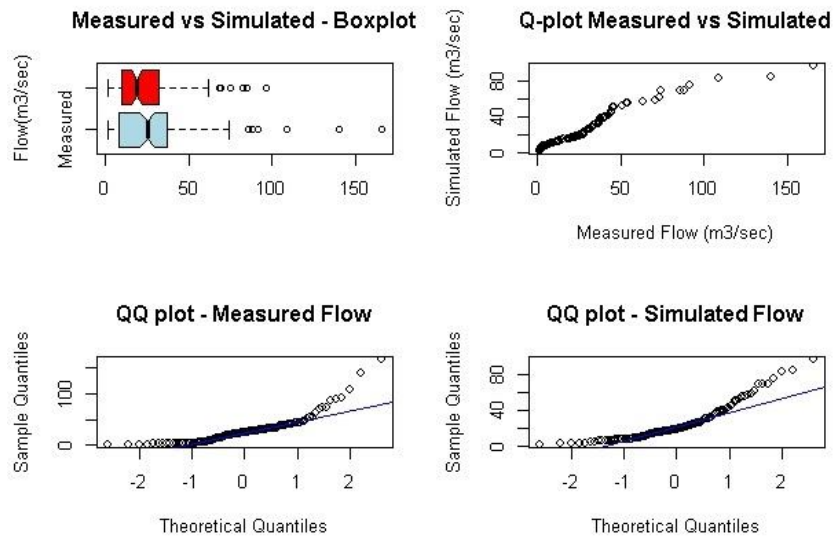 Measured vs Simulated - Boxplot
Flow(m3/sec)
Measured
0 50 100 150
Q-plot Measured vs Simulated
Simulated Flow (m3/sec)
0 40 80
0 50 100 150
Measured Flow (m3/sec)
QQ plot - Measured Flow
Sample Quantiles
0 100
-2 -1 0 1 2
Theoretical Quantiles
QQ plot - Simulated Flow
Sample Quantiles
0 40 80
-2 -1 0 1 2
Theoretical Quantiles